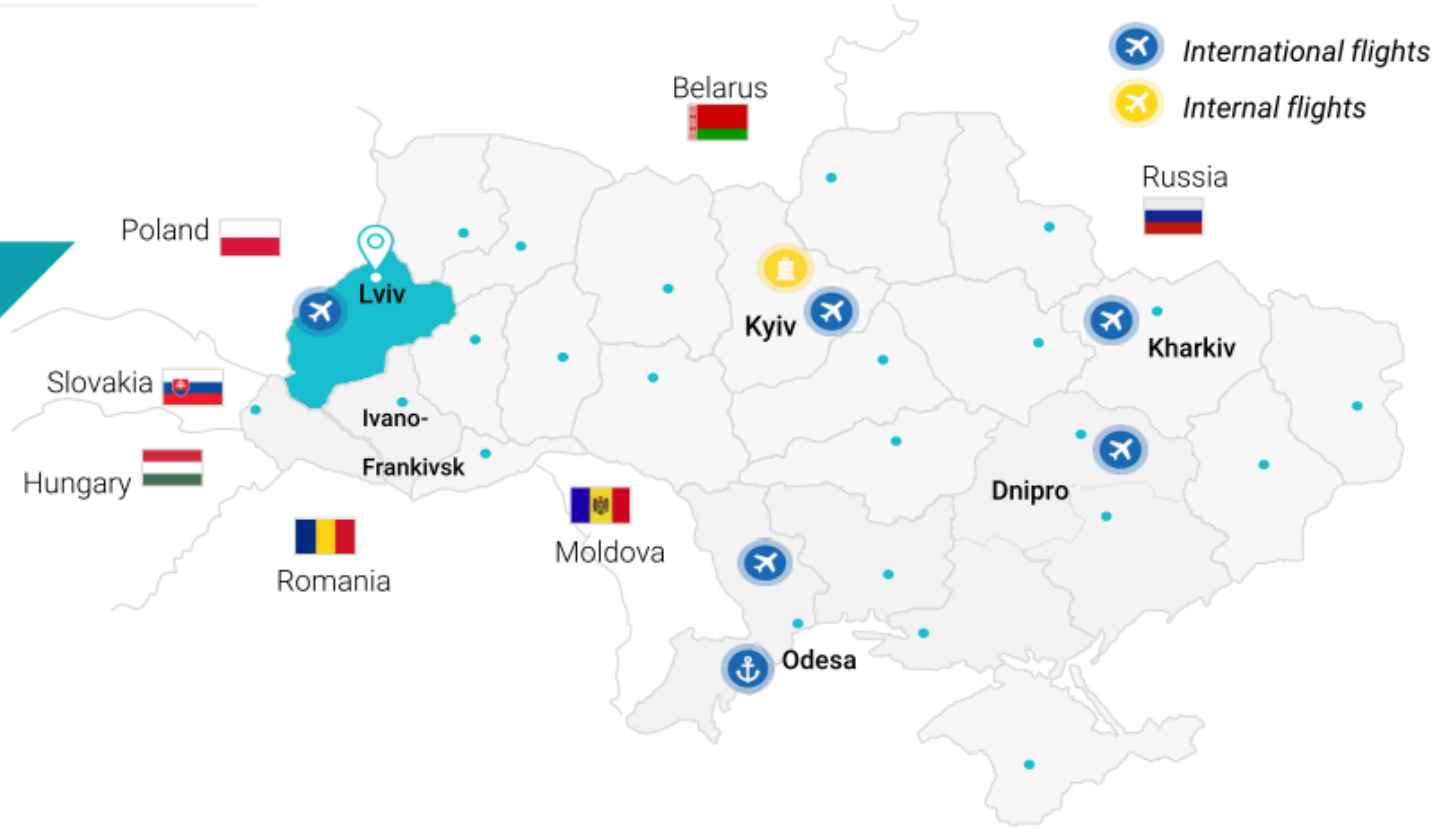 International flights
Internal flights
Belarus
Russia
Poland
Lviv
Kyiv
Kharkiv
Slovakia
Ivano-
Frankivsk
Hungary
Dnipro
Moldova
Romania
Odesa